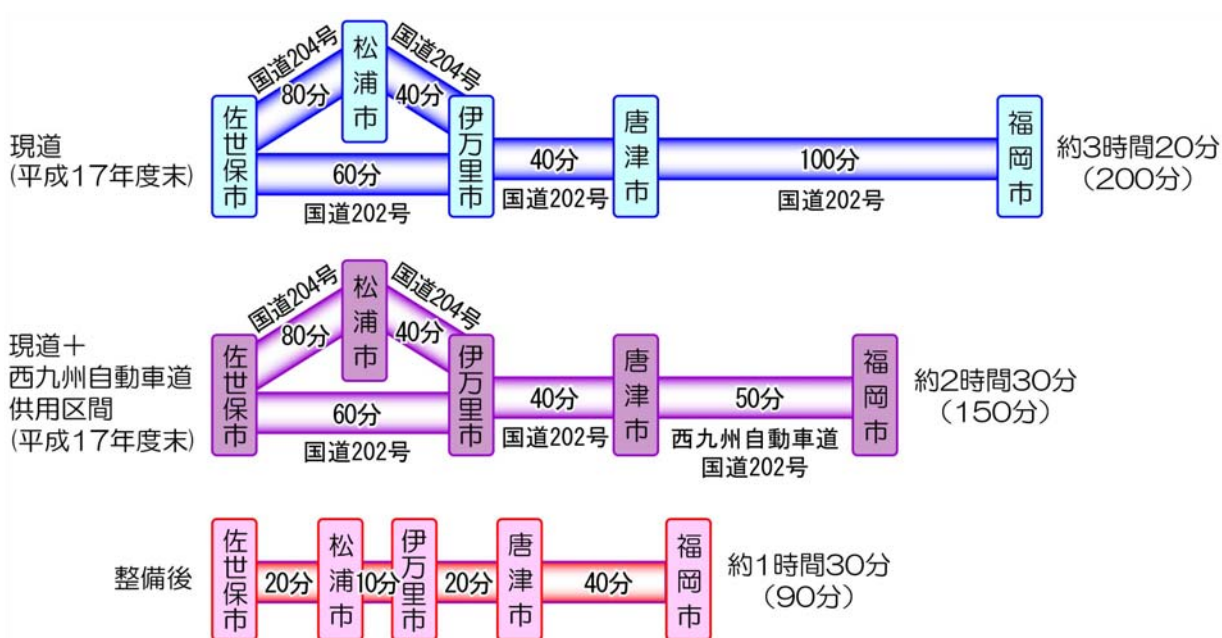 現道
(平成17年度末)
佐世保市
国道204号
80分
松浦市
国道204号
40分
60分
国道202号
伊万里市
40分
国道202号
唐津市
100分
国道202号
福岡市
約3時間20分
(200分)
現道＋
西九州自動車道
供用区間
(平成17年度末)
佐世保市
国道204号
80分
松浦市
国道204号
40分
60分
国道202号
伊万里市
40分
国道202号
唐津市
50分
西九州自動車道
国道202号
福岡市
約2時間30分
(150分)
整備後
佐世保市
20分
松浦市
10分
伊万里市
20分
唐津市
40分
福岡市
約1時間30分
(90分)